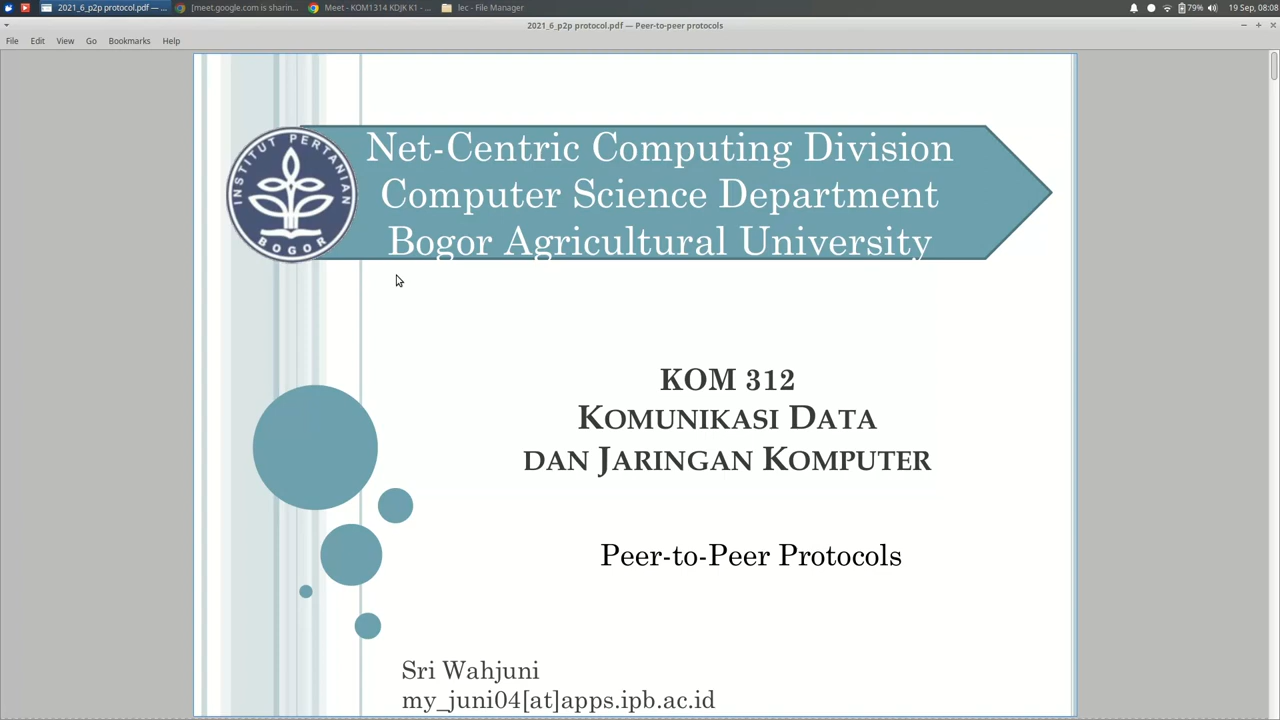 2021_6_p2p protocol.pdf — ...
[meet.google.com is sharin...
Meet - KOM1314 KDJK K1 - ...
lec - File Manager
79%
19 Sep, 08:08
2021_6_p2p protocol.pdf — Peer-to-peer protocols
File Edit View Go Bookmarks Help
INSTITUT PERTANIAN
BOGOR
Net-Centric Computing Division
Computer Science Department
Bogor Agricultural University
KOM 312
KOMUNIKASI DATA
DAN JARINGAN KOMPUTER
Peer-to-Peer Protocols
Sri Wahjuni
my_juni04[at]apps.ipb.ac.id